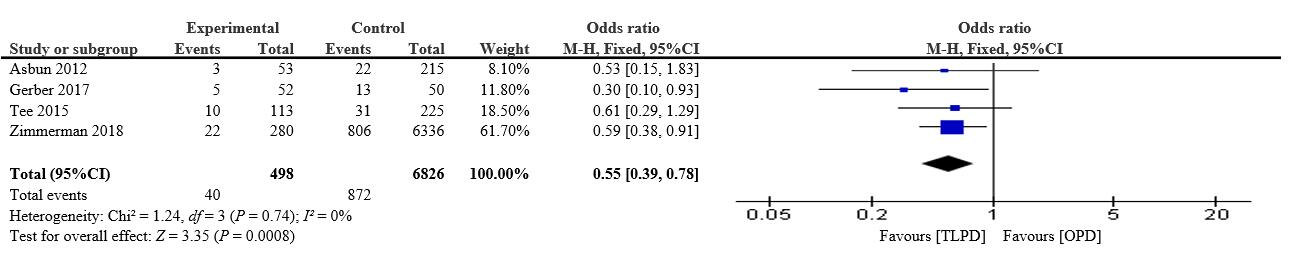 Experimental Control Odds ratio Odds ratio
Study or subgroup Events Total Events Total Weight M-H, Fixed, 95%CI M-H, Fixed, 95%CI
Asbun 2012 3 53 22 215 8.10% 0.53 [0.15, 1.83]
Gerber 2017 5 52 13 50 11.80% 0.30 [0.10, 0.93]
Tee 2015 10 113 31 225 18.50% 0.61 [0.29, 1.29]
Zimmerman 2018 22 280 806 6336 61.70% 0.59 [0.38, 0.91]
Total (95%CI) 498 6826 100.00% 0.55 [0.39, 0.78]
Total events 40 872
Heterogeneity: Chi² = 1.24, df = 3 (P = 0.74); I² = 0%
0.05 0.2 1 5 20
Test for overall effect: Z = 3.35 (P = 0.0008)
Favours [TLPD] Favours [OPD]